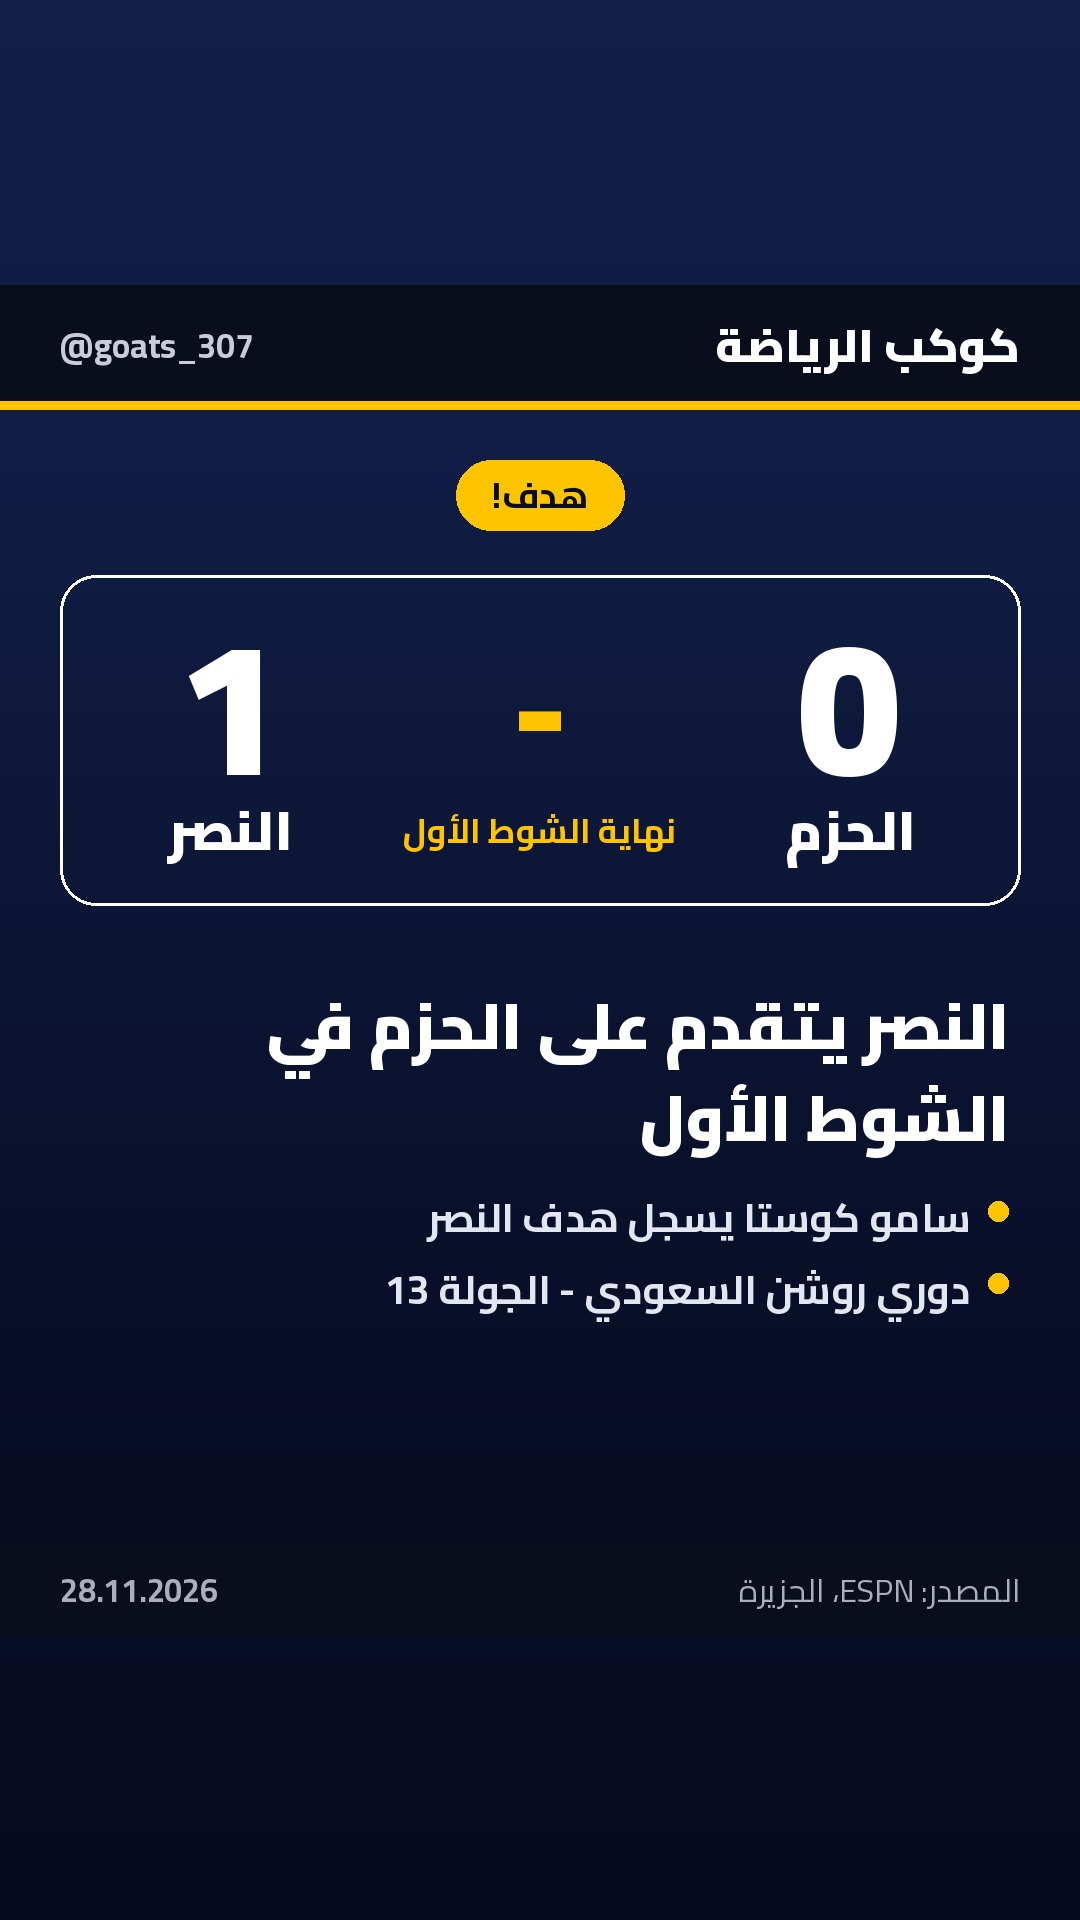 كوكب الرياضة
@goats_307
هدف!
0 - 1
الحزم نهاية الشوط الأول النصر
النصر يتقدم على الحزم في
الشوط الأول
سامو كوستا يسجل هدف النصر
دوري روشن السعودي - الجولة 13
المصدر: ESPN، الجزيرة
28.11.2026